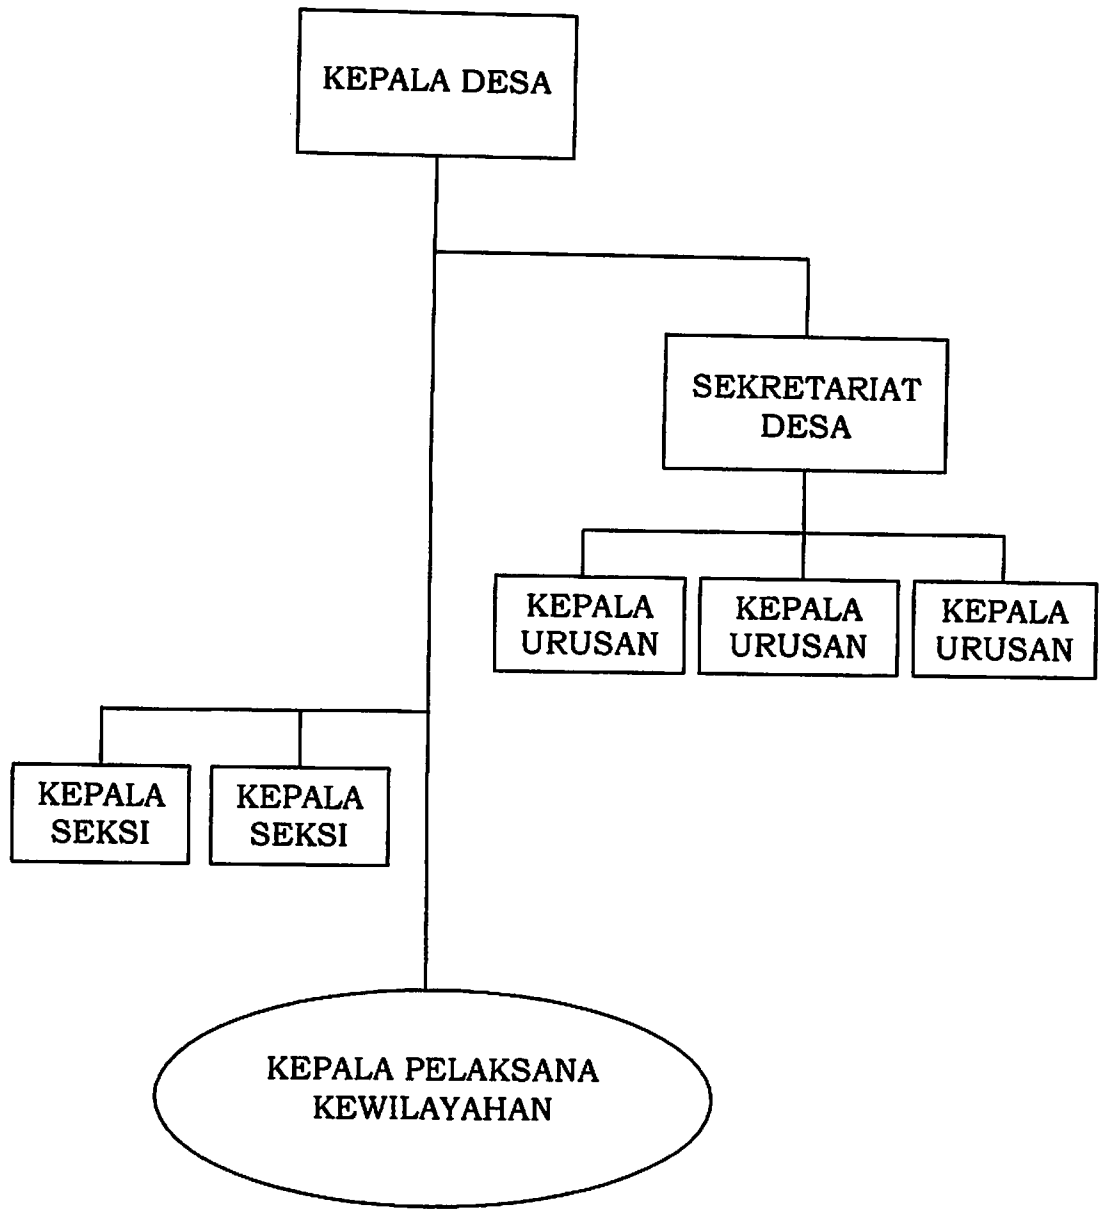 KEPALA DESA
SEKRETARIAT
DESA
KEPALA
URUSAN
KEPALA
URUSAN
KEPALA
URUSAN
KEPALA
SEKSI
KEPALA
SEKSI
KEPALA PELAKSANA
KEWILAYAHAN